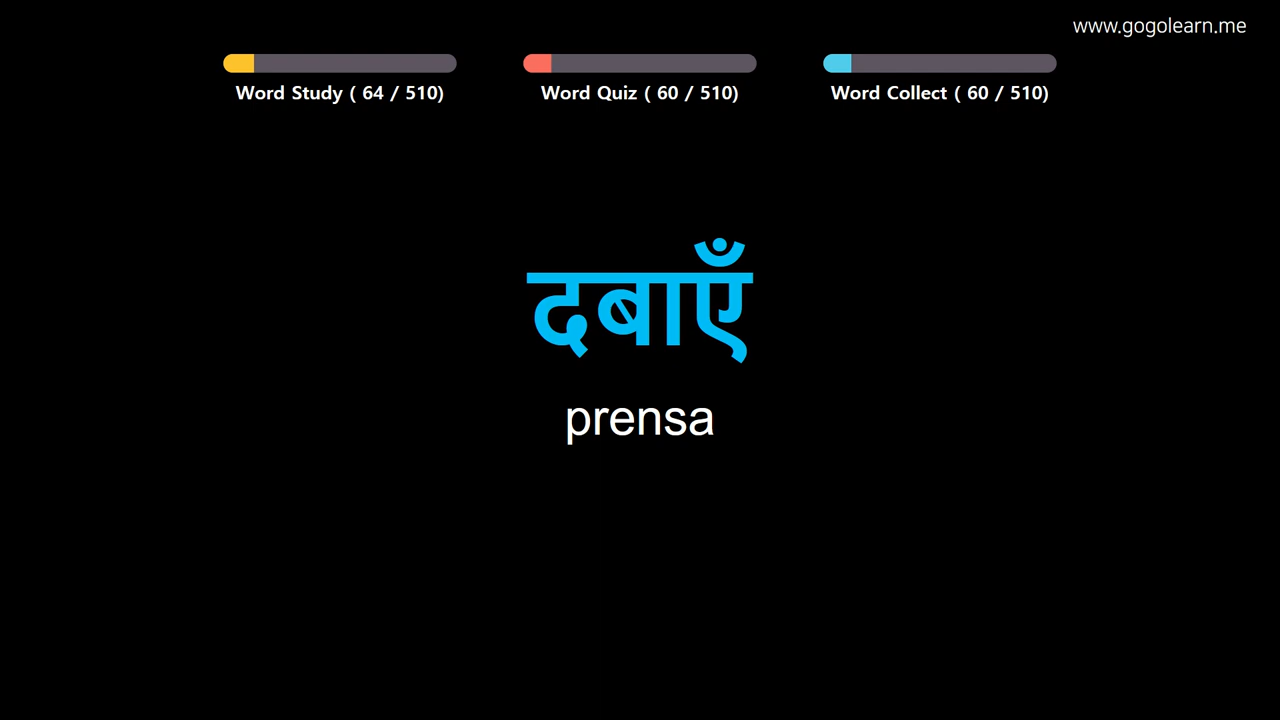 www.gogolearn.me
Word Study ( 64 / 510)
Word Quiz ( 60 / 510)
Word Collect ( 60 / 510)
दबाएँ
prensa